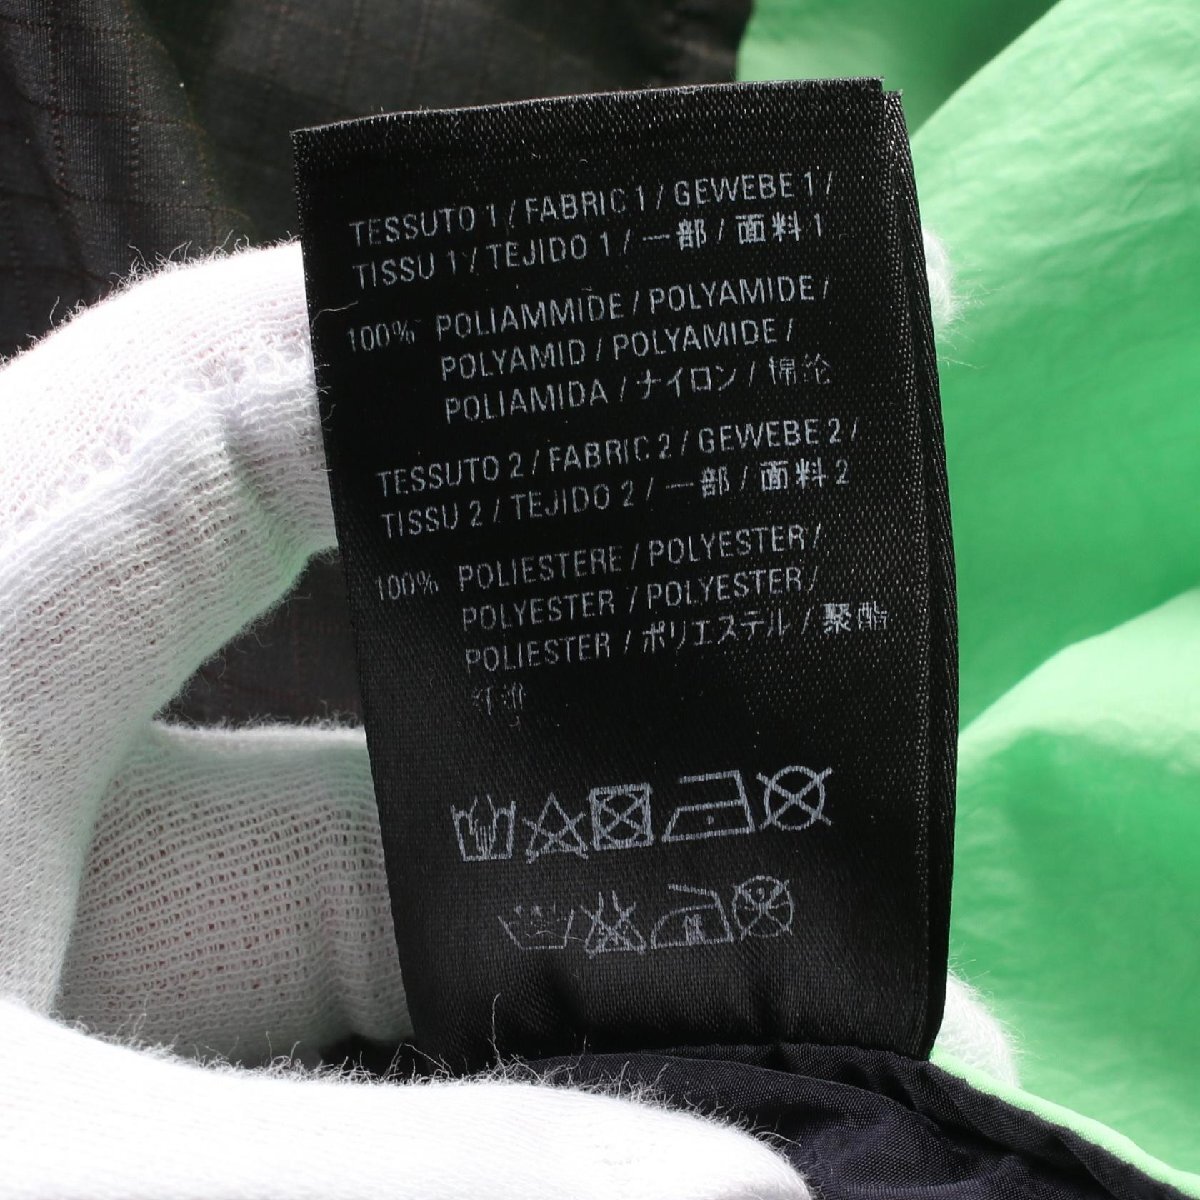 TESSUTO 1 / FABRIC 1 / GEWEBE 1 /
TISSU 1 / TEJIDO 1 / 一部 / 面料 1
100% POLIAMMIDE / POLYAMIDE /
POLYAMID / POLYAMIDE /
POLIAMIDA / ナイロン / 棉纶
TESSUTO 2 / FABRIC 2 / GEWEBE 2 /
TISSU 2 / TEJIDO 2 / 一部 / 面料 2
100% POLIESTERE / POLYESTER /
POLYESTER / POLYESTER /
POLIESTER / ポリエステル / 聚酯